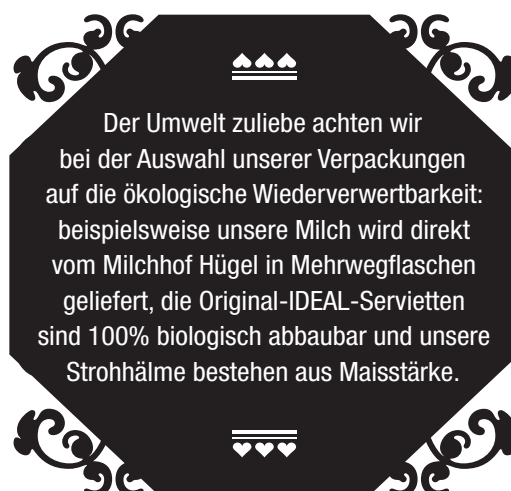 Der Umwelt zuliebe achten wir
bei der Auswahl unserer Verpackungen
auf die ökologische Wiederverwertbarkeit:
beispielsweise unsere Milch wird direkt
vom Milchhof Hügel in Mehrwegflaschen
geliefert, die Original-IDEAL-Servietten
sind 100% biologisch abbaubar und unsere
Strohhälme bestehen aus Maisstärke.